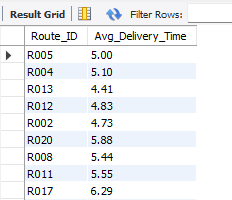 Result Grid Filter Rows:
Route_ID Avg_Delivery_Time
R005 5.00
R004 5.10
R013 4.41
R012 4.83
R002 4.73
R020 5.88
R008 5.44
R011 5.55
R017 6.29